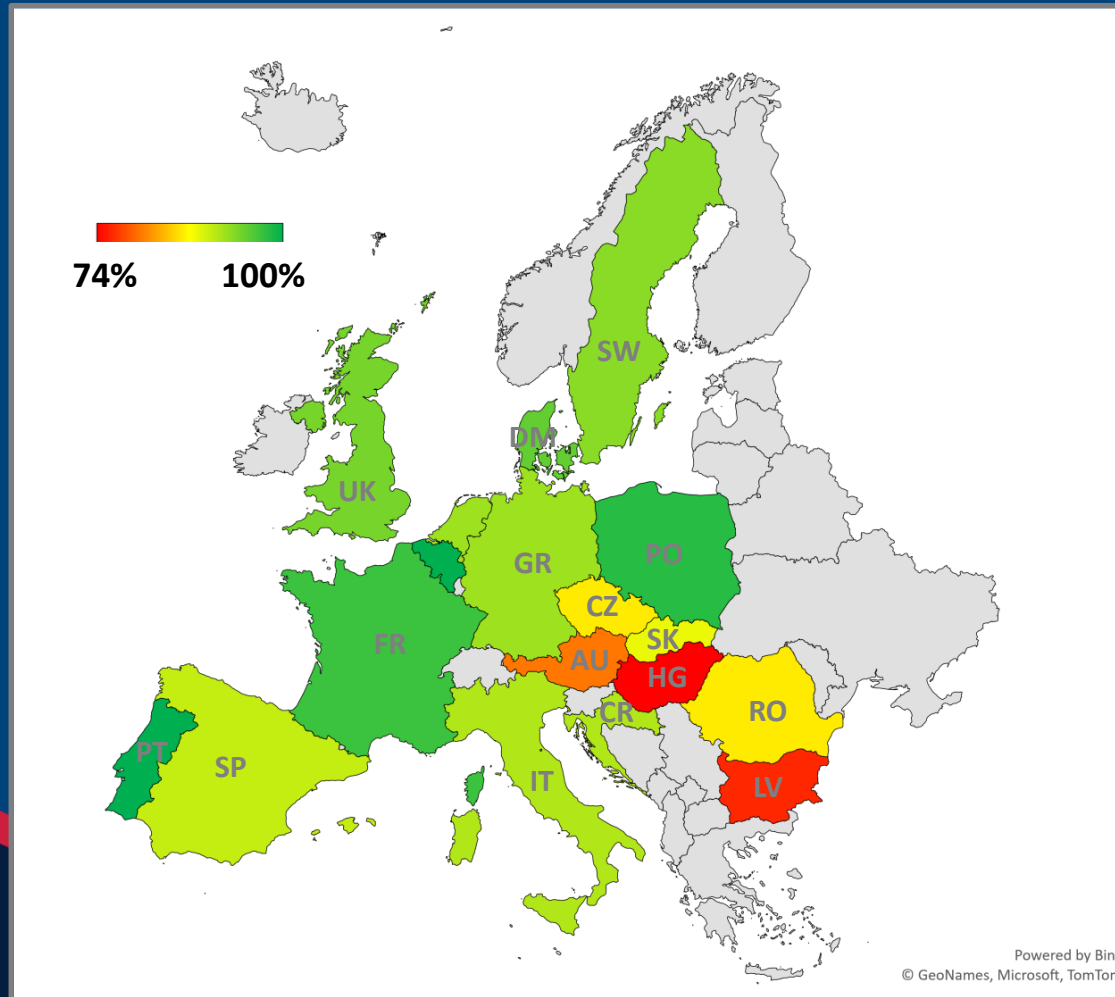 74% 100%
SW
DM
UK
GR
PO
CZ
FR
SK
AU
HG
CR
RO
PT
SP
IT
LV
Powered by Bin
© GeoNames, Microsoft, TomTom